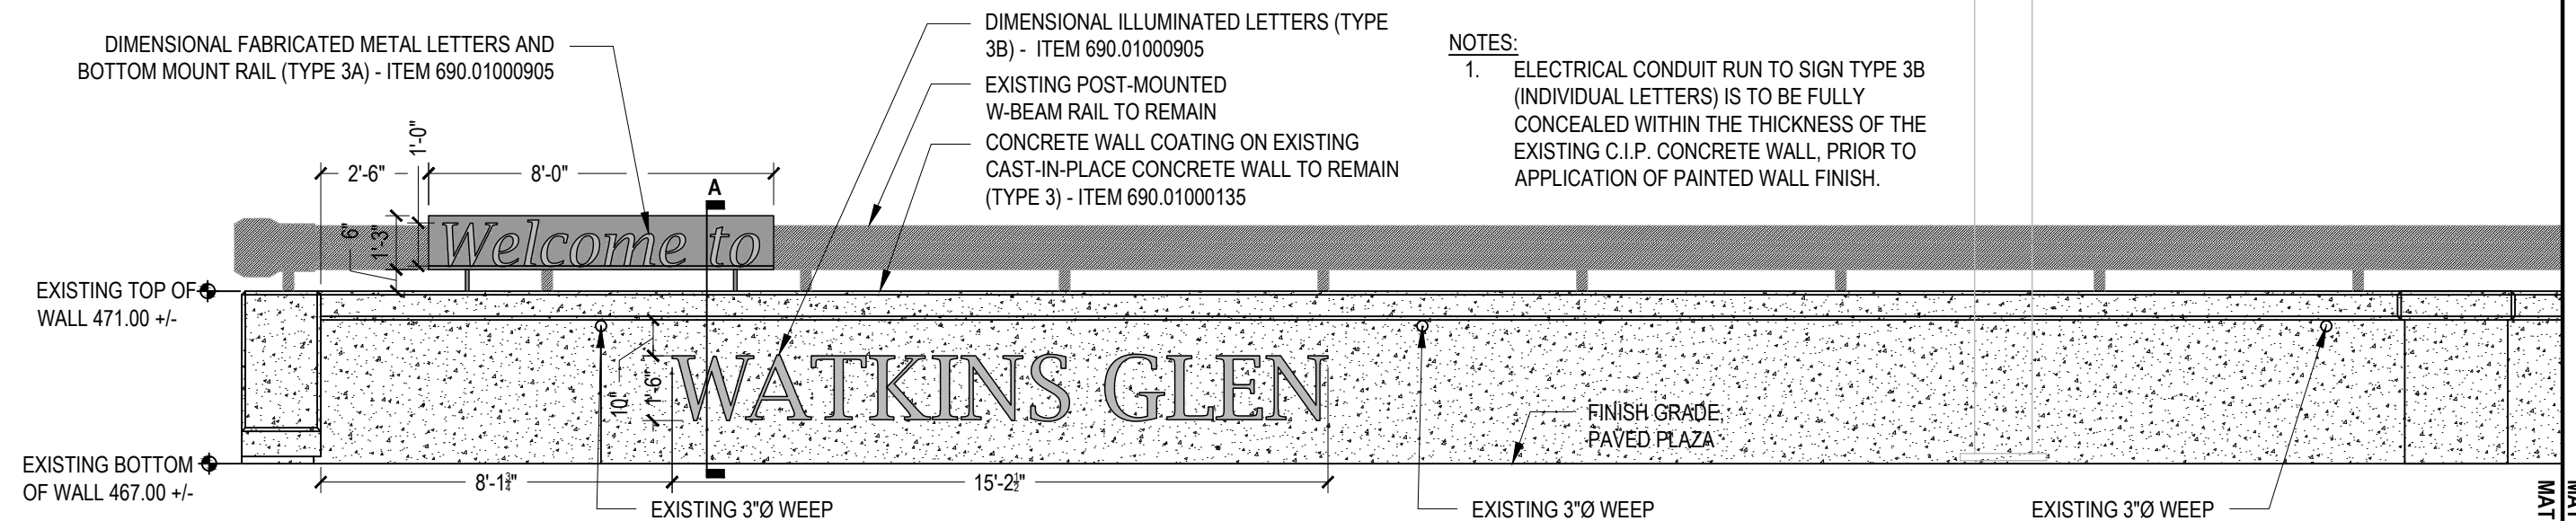 DIMENSIONAL FABRICATED METAL LETTERS AND
BOTTOM MOUNT RAIL (TYPE 3A) - ITEM 690.01000905
DIMENSIONAL ILLUMINATED LETTERS (TYPE
3B) - ITEM 690.01000905
EXISTING POST-MOUNTED
W-BEAM RAIL TO REMAIN
CONCRETE WALL COATING ON EXISTING
CAST-IN-PLACE CONCRETE WALL TO REMAIN
(TYPE 3) - ITEM 690.01000135
NOTES:
1. ELECTRICAL CONDUIT RUN TO SIGN TYPE 3B
(INDIVIDUAL LETTERS) IS TO BE FULLY
CONCEALED WITHIN THE THICKNESS OF THE
EXISTING C.I.P. CONCRETE WALL, PRIOR TO
APPLICATION OF PAINTED WALL FINISH.
2'-6"
1'-0"
8'-0"
A
6"
1'-3"
Welcome to
EXISTING TOP OF
WALL 471.00 +/-
10"
1'-6"
WATKINS GLEN
FINISH GRADE,
PAVED PLAZA
EXISTING BOTTOM
OF WALL 467.00 +/-
8'-1¾"
15'-2½"
EXISTING 3"Ø WEEP
EXISTING 3"Ø WEEP
EXISTING 3"Ø WEEP
MAT
MAT